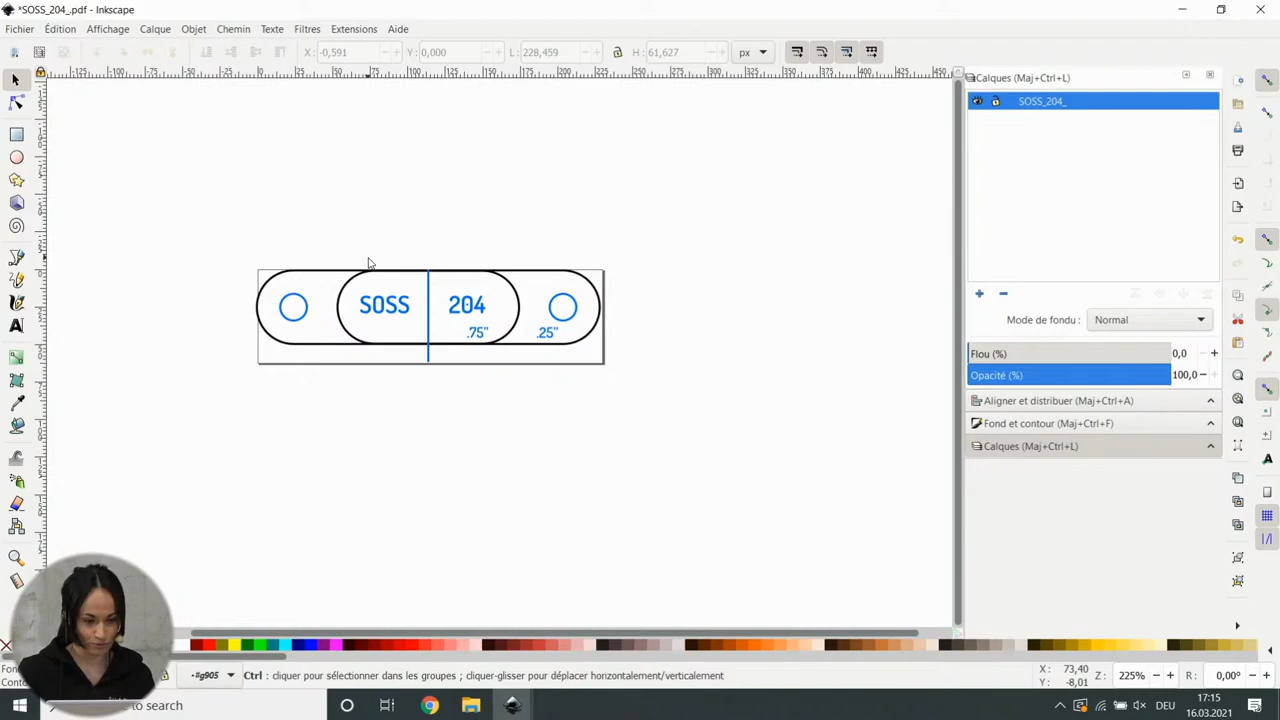 *SOSS_204_.pdf - Inkscape
Fichier Édition Affichage Calque Objet Chemin Texte Filtres Extensions Aide
X: -0,591 Y: 0,000 L: 228,459 H: 61,627 px
Calques (Maj+Ctrl+L)
SOSS_204_
SOSS 204
.75" .25"
Mode de fondu : Normal
Flou (%) 0,0
Opacité (%) 100,0
Aligner et distribuer (Maj+Ctrl+A)
Fond et contour (Maj+Ctrl+F)
Calques (Maj+Ctrl+L)
-#g905 Ctrl : cliquer pour sélectionner dans les groupes ; cliquer-glisser pour déplacer horizontalement/verticalement
X: 73,40
Y: -8,01
Z: 225% R: 0,00°
o search
DEU
17:15
16.03.2021